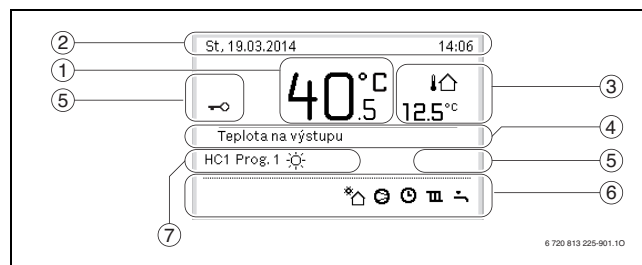 2
St, 19.03.2014 14:06
1
40.5°C
3
12.5°C
5
4
Teplota na výstupu
HC1 Prog. 1
5
6
7
6 720 813 225-901.1O